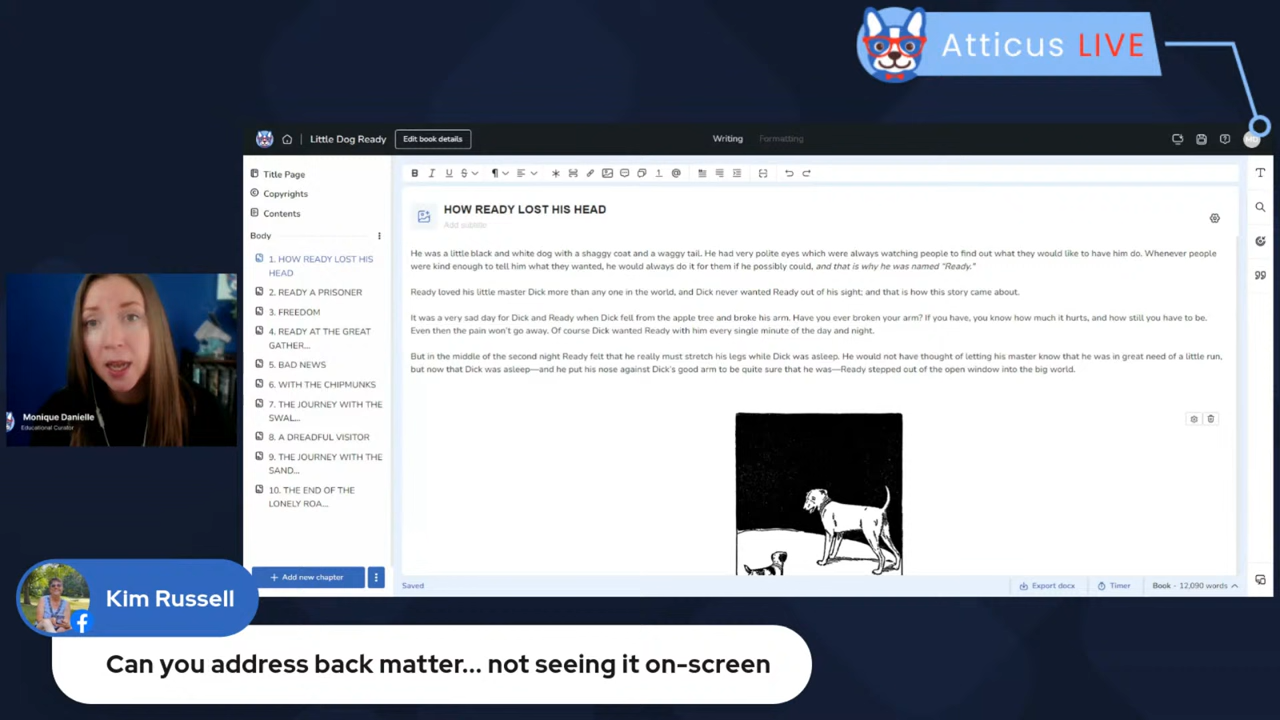 Atticus LIVE
Little Dog Ready
Edit book details
Writing
Formatting
Title Page
Copyrights
Contents
Body
1. HOW READY LOST HIS
HEAD
2. READY A PRISONER
3. FREEDOM
4. READY AT THE GREAT
GATHER...
5. BAD NEWS
6. WITH THE CHIPMUNKS
7. THE JOURNEY WITH THE
SWAL...
8. A DREADFUL VISITOR
9. THE JOURNEY WITH THE
SAND...
10. THE END OF THE
LONELY ROA...
+ Add new chapter
HOW READY LOST HIS HEAD
Add subtitle
He was a little black and white dog with a shaggy coat and a waggy tail. He had very polite eyes which were always watching people to find out what they would like to have him do. Whenever people
were kind enough to tell him what they wanted, he would always do it for them if he possibly could, and that is why he was named “Ready.”
Ready loved his little master Dick more than any one in the world, and Dick never wanted Ready out of his sight; and that is how this story came about.
It was a very sad day for Dick and Ready when Dick fell from the apple tree and broke his arm. Have you ever broken your arm? If you have, you know how much it hurts, and how still you have to be.
Even then the pain won’t go away. Of course Dick wanted Ready with him every single minute of the day and night.
But in the middle of the second night Ready felt that he really must stretch his legs while Dick was asleep. He would not have thought of letting his master know that he was in great need of a little run,
but now that Dick was asleep—and he put his nose against Dick’s good arm to be quite sure that he was—Ready stepped out of the open window into the big world.
Saved
Export docx
Timer
Book - 12,090 words
Monique Danielle
Educational Curator
Kim Russell
Can you address back matter... not seeing it on-screen